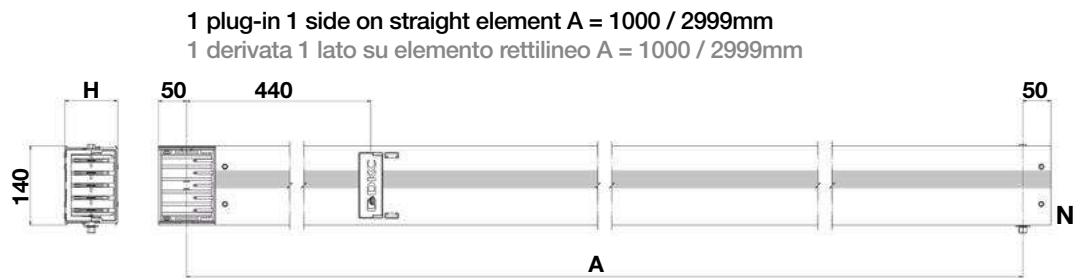 1 plug-in 1 side on straight element A = 1000 / 2999mm
1 derivata 1 lato su elemento rettilineo A = 1000 / 2999mm
H
50
440
50
140
DKC
N
A